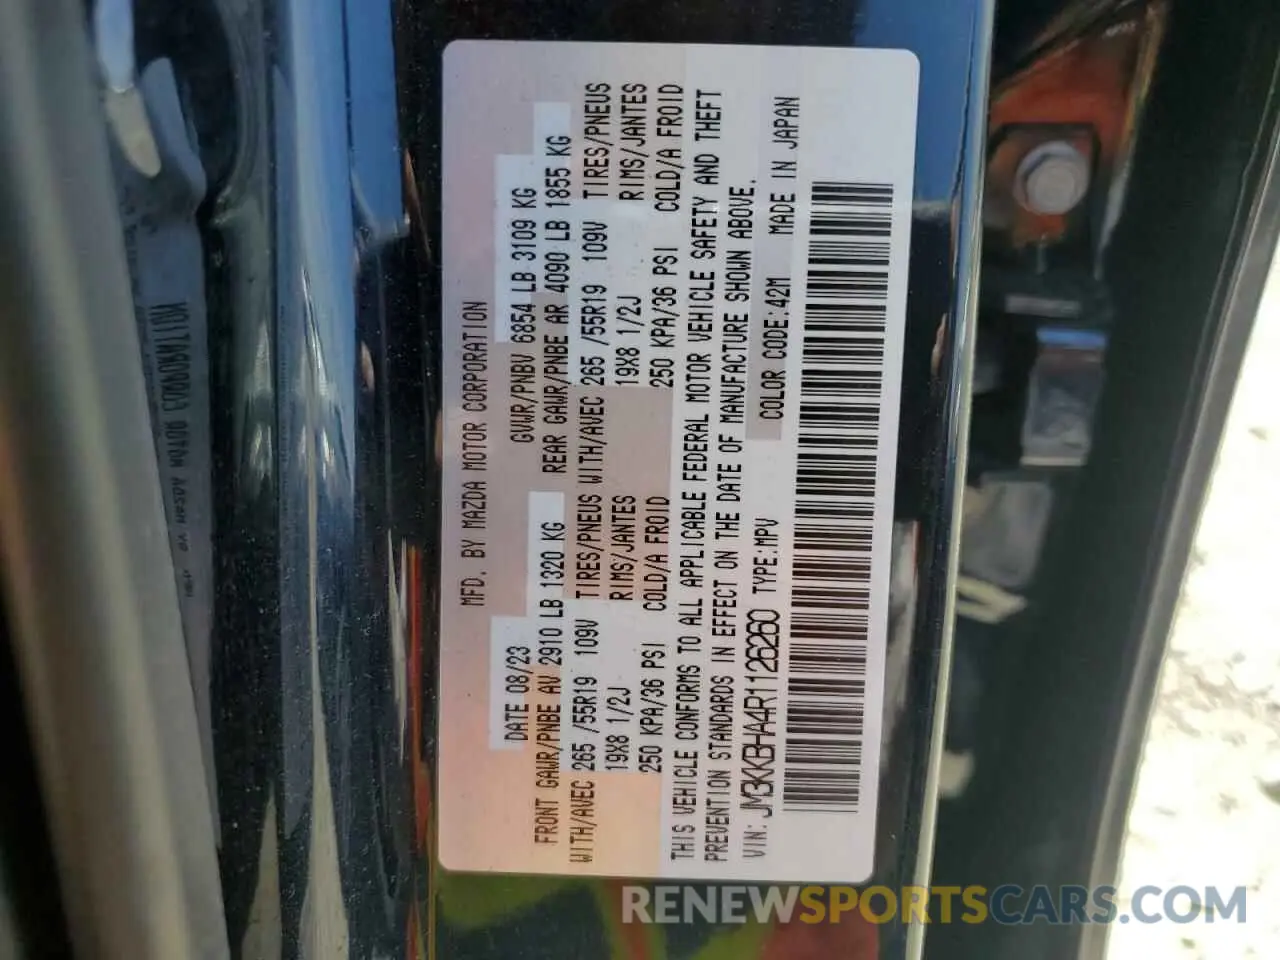 MFD. BY MAZDA MOTOR CORPORATION
DATE 08/23 GVWR/PNBV 6854 LB 3109 KG
FRONT GAWR/PNBE AV 2910 LB 1320 KG REAR GAWR/PNBE AR 4090 LB 1855 KG
WITH/AVEC 265 /55R19 109V TIRES/PNEUS WITH/AVEC 265 /55R19 109V TIRES/PNEUS
19X8 1/2J RIMS/JANTES 19X8 1/2J RIMS/JANTES
250 KPA/36 PSI COLD/A FROID 250 KPA/36 PSI COLD/A FROID
THIS VEHICLE CONFORMS TO ALL APPLICABLE FEDERAL MOTOR VEHICLE SAFETY AND THEFT
PREVENTION STANDARDS IN EFFECT ON THE DATE OF MANUFACTURE SHOWN ABOVE.
VIN: JM3KKBHA4R1126260 TYPE:MPV COLOR CODE:42M MADE IN JAPAN
RENEWSPORTSCARS.COM